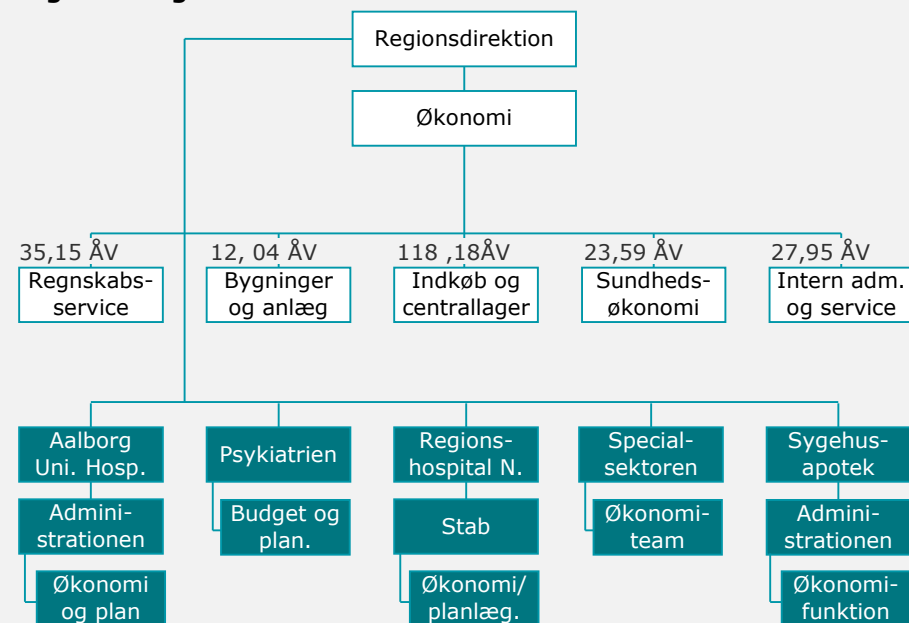 Regionsdirektion
Økonomi
35,15 ÅV
12, 04 ÅV
118 ,18ÅV
23,59 ÅV
27,95 ÅV
Regnskabs-
service
Bygninger
og anlæg
Indkøb og
centrallager
Sundheds-
økonomi
Intern adm.
og service
Aalborg
Uni. Hosp.
Psykiatrien
Regions-
hospital N.
Special-
sektoren
Sygehus-
apotek
Admini-
strationen
Budget og
plan.
Stab
Økonomi-
team
Admini-
strationen
Økonomi
og plan
Økonomi/
planlæg.
Økonomi-
funktion